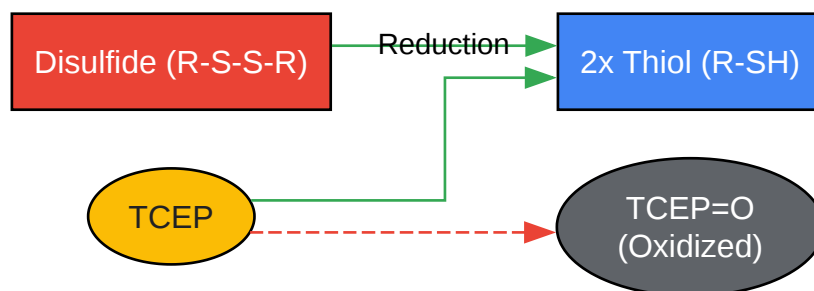 Disulfide (R-S-S-R)
Reduction
2x Thiol (R-SH)
TCEP
TCEP=O
(Oxidized)